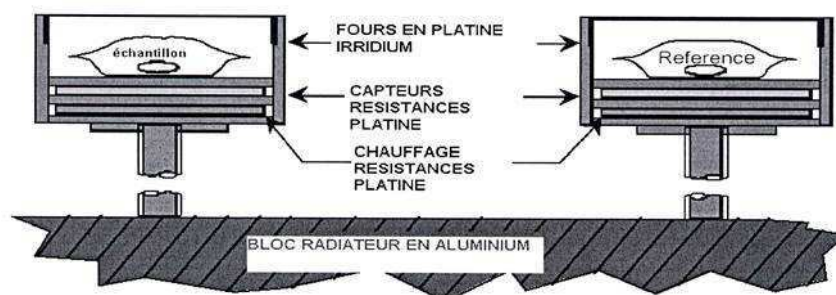 échantillon
FOURS EN PLATINE
IRRIDIUM
Reference
CAPTEURS
RESISTANCES
PLATINE
CHAUFFAGE
RESISTANCES
PLATINE
BLOC RADIATEUR EN ALUMINIUM